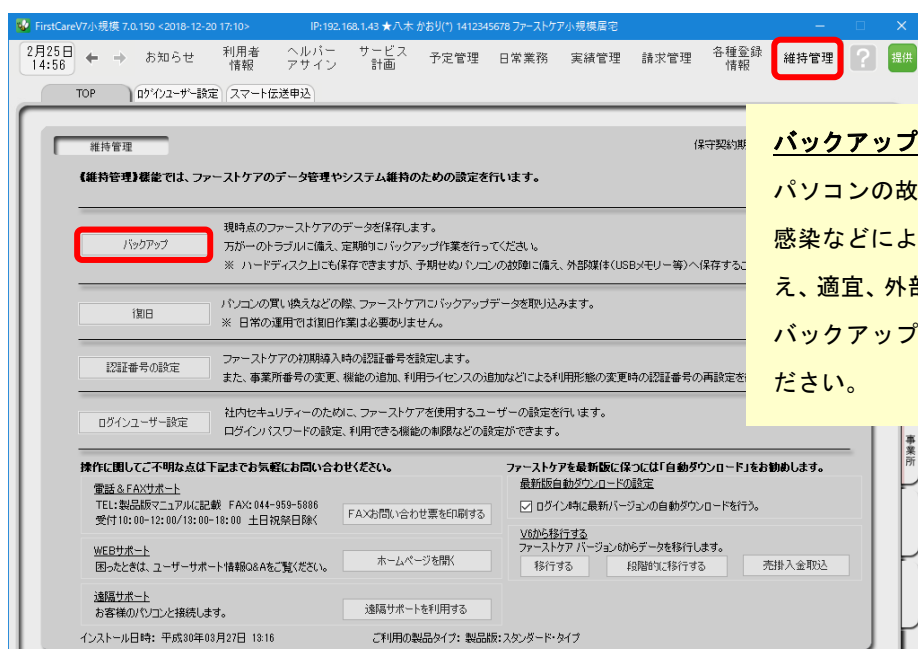 FirstCareV7小規模 7.0.150 <2018-12-20 17:10> IP:192.168.1.43 ★八木 かおり(*) 1412345678 ファーストケア小規模居宅
2月25日
14:56
← → お知らせ 利用者情報 ヘルパーアサイン サービス計画 予定管理 日常業務 実績管理 請求管理 各種登録情報 維持管理 ? 提供
TOP ログインユーザー設定 スマート伝送申込
維持管理
保守契約期
《維持管理》機能では、ファーストケアのデータ管理やシステム維持のための設定を行います。
バックアップ
現時点のファーストケアのデータを保存します。
万が一のトラブルに備え、定期的にバックアップ作業を行ってください。
※ ハードディスク上にも保存できますが、予期せぬパソコンの故障に備え、外部媒体(USBメモリー等)へ保存するこ
復旧
パソコンの買い換えなどの際、ファーストケアにバックアップデータを取り込みます。
※ 日常の運用では復旧作業は必要ありません。
認証番号の設定
ファーストケアの初期導入時の認証番号を設定します。
また、事業所番号の変更、機能の追加、利用ライセンスの追加などによる利用形態の変更時の認証番号の再設定を
ログインユーザー設定
社内セキュリティーのために、ファーストケアを使用するユーザーの設定を行います。
ログインパスワードの設定、利用できる機能の制限などの設定ができます。
バックアップ
パソコンの故
感染などによ
え、適宜、外部
バックアップ
ださい。
事業所
操作に関してご不明な点は下記までお気軽にお問い合わせください。
電話&FAXサポート
TEL:製品版マニュアルに記載 FAX:044-959-5886
受付10:00-12:00/13:00-18:00 土日祝祭日除く
FAXお問い合わせ票を印刷する
WEBサポート
困ったときは、ユーザーサポート情報Q&Aをご覧ください。
ホームページを開く
遠隔サポート
お客様のパソコンと接続します。
遠隔サポートを利用する
ファーストケアを最新版に保つには「自動ダウンロード」をお勧めします。
最新版自動ダウンロードの設定
ログイン時に最新バージョンの自動ダウンロードを行う。
V6から移行する
ファーストケア バージョン6からデータを移行します。
移行する 段階的に移行する 売掛入金取込
インストール日時: 平成30年03月27日 13:16 ご利用の製品タイプ: 製品版:スタンダード・タイプ